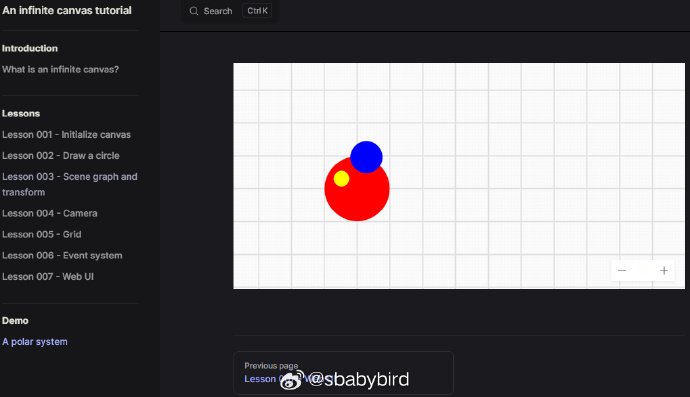 An infinite canvas tutorial
Search
Ctrl K
Introduction
What is an infinite canvas?
Lessons
Lesson 001 - Initialize canvas
Lesson 002 - Draw a circle
Lesson 003 - Scene graph and
transform
Lesson 004 - Camera
Lesson 005 - Grid
Lesson 006 - Event system
Lesson 007 - Web UI
Demo
A polar system
Previous page
Lesson
@sbabybird